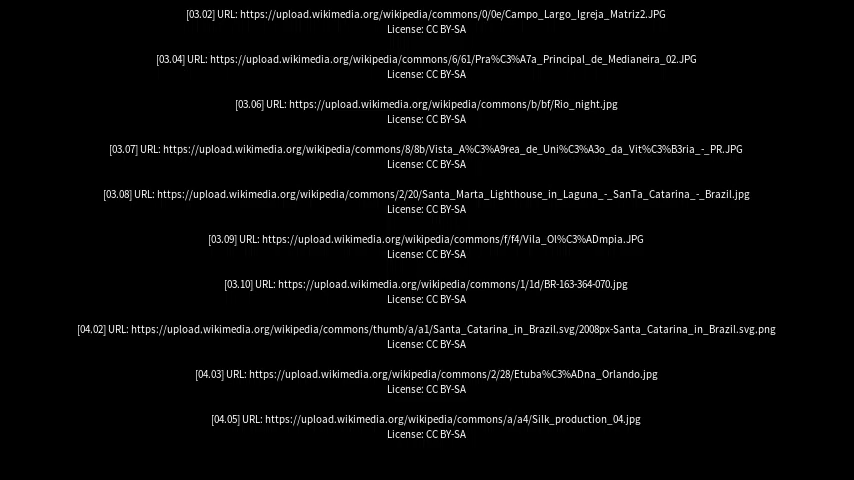 [03.02] URL: https://upload.wikimedia.org/wikipedia/commons/0/0e/Campo_Largo_Igreja_Matriz2.JPG
License: CC BY-SA
[03.04] URL: https://upload.wikimedia.org/wikipedia/commons/6/61/Pra%C3%A7a_Principal_de_Medianeira_02.JPG
License: CC BY-SA
[03.06] URL: https://upload.wikimedia.org/wikipedia/commons/b/bf/Rio_night.jpg
License: CC BY-SA
[03.07] URL: https://upload.wikimedia.org/wikipedia/commons/8/8b/Vista_A%C3%A9rea_de_Uni%C3%A3o_da_Vit%C3%B3ria_-_PR.JPG
License: CC BY-SA
[03.08] URL: https://upload.wikimedia.org/wikipedia/commons/2/20/Santa_Marta_Lighthouse_in_Laguna_-_SanTa_Catarina_-_Brazil.jpg
License: CC BY-SA
[03.09] URL: https://upload.wikimedia.org/wikipedia/commons/f/f4/Vila_Ol%C3%ADmpia.JPG
License: CC BY-SA
[03.10] URL: https://upload.wikimedia.org/wikipedia/commons/1/1d/BR-163-364-070.jpg
License: CC BY-SA
[04.02] URL: https://upload.wikimedia.org/wikipedia/commons/thumb/a/a1/Santa_Catarina_in_Brazil.svg/2008px-Santa_Catarina_in_Brazil.svg.png
License: CC BY-SA
[04.03] URL: https://upload.wikimedia.org/wikipedia/commons/2/28/Etuba%C3%ADna_Orlando.jpg
License: CC BY-SA
[04.05] URL: https://upload.wikimedia.org/wikipedia/commons/a/a4/Silk_production_04.jpg
License: CC BY-SA